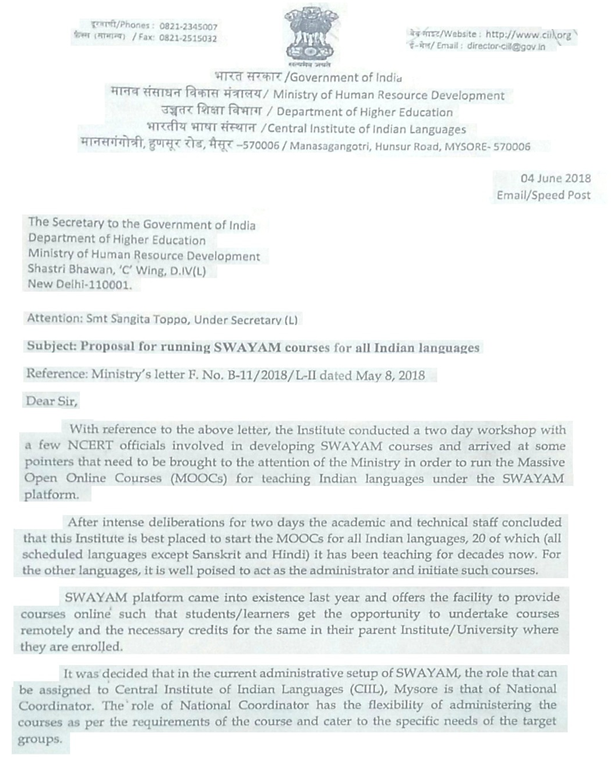 दूरभाषी/Phones : 0821-2345007
फैक्स (सामान्य) / Fax: 0821-2515032
वेब साइट/Website : http://www.ciil.org
ई-मेल/ Email : director-ciil@gov.in
सत्यमेव जयते
भारत सरकार /Government of India
मानव संसाधन विकास मंत्रालय/ Ministry of Human Resource Development
उच्चतर शिक्षा विभाग / Department of Higher Education
भारतीय भाषा संस्थान /Central Institute of Indian Languages
मानसगंगोत्री, हुणसूर रोड, मैसूर –570006 / Manasagangotri, Hunsur Road, MYSORE- 570006
04 June 2018
Email/Speed Post
The Secretary to the Government of India
Department of Higher Education
Ministry of Human Resource Development
Shastri Bhawan, 'C' Wing, D.IV(L)
New Delhi-110001.
Attention: Smt Sangita Toppo, Under Secretary (L)
Subject: Proposal for running SWAYAM courses for all Indian languages
Reference: Ministry's letter F. No. B-11/2018/L-II dated May 8, 2018
Dear Sir,
With reference to the above letter, the Institute conducted a two day workshop with
a few NCERT officials involved in developing SWAYAM courses and arrived at some
pointers that need to be brought to the attention of the Ministry in order to run the Massive
Open Online Courses (MOOCs) for teaching Indian languages under the SWAYAM
platform.
After intense deliberations for two days the academic and technical staff concluded
that this Institute is best placed to start the MOOCs for all Indian languages, 20 of which (all
scheduled languages except Sanskrit and Hindi) it has been teaching for decades now. For
the other languages, it is well poised to act as the administrator and initiate such courses.
SWAYAM platform came into existence last year and offers the facility to provide
courses online such that students/learners get the opportunity to undertake courses
remotely and the necessary credits for the same in their parent Institute/University where
they are enrolled.
It was decided that in the current administrative setup of SWAYAM, the role that can
be assigned to Central Institute of Indian Languages (CIIL), Mysore is that of National
Coordinator. The role of National Coordinator has the flexibility of administering the
courses as per the requirements of the course and cater to the specific needs of the target
groups.